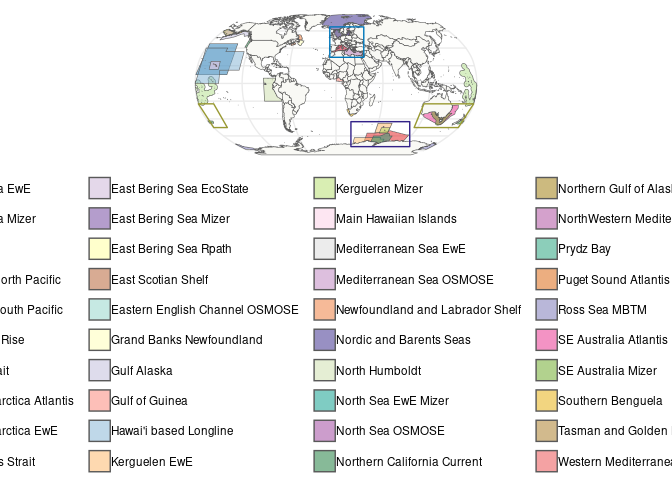 a EwE
a Mizer
orth Pacific
outh Pacific
Rise
ait
arctica Atlantis
arctica EwE
s Strait
East Bering Sea EcoState
East Bering Sea Mizer
East Bering Sea Rpath
East Scotian Shelf
Eastern English Channel OSMOSE
Grand Banks Newfoundland
Gulf Alaska
Gulf of Guinea
Hawai'i based Longline
Kerguelen EwE
Kerguelen Mizer
Main Hawaiian Islands
Mediterranean Sea EwE
Mediterranean Sea OSMOSE
Newfoundland and Labrador Shelf
Nordic and Barents Seas
North Humboldt
North Sea EwE Mizer
North Sea OSMOSE
Northern California Current
Northern Gulf of Alas
NorthWestern Medite
Prydz Bay
Puget Sound Atlantis
Ross Sea MBTM
SE Australia Atlantis
SE Australia Mizer
Southern Benguela
Tasman and Golden
Western Mediterranea